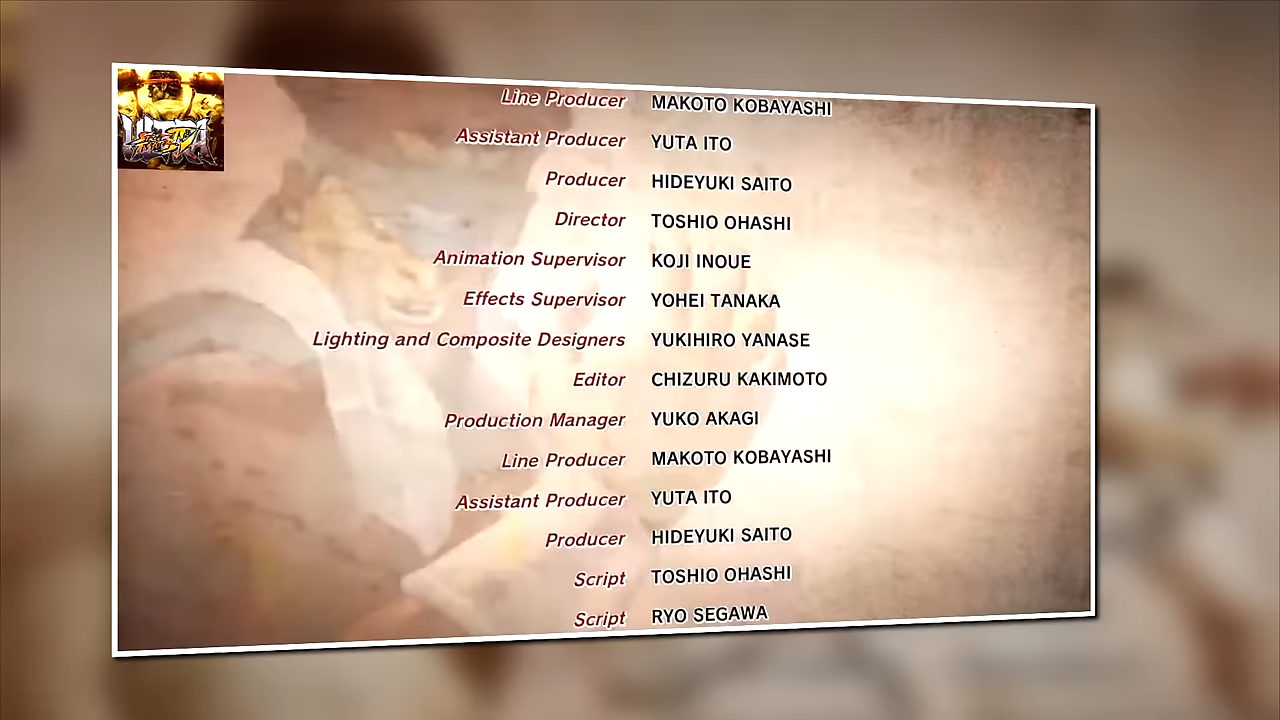 ULTRA
Line Producer MAKOTO KOBAYASHI
Assistant Producer YUTA ITO
Producer HIDEYUKI SAITO
Director TOSHIO OHASHI
Animation Supervisor KOJI INOUE
Effects Supervisor YOHEI TANAKA
Lighting and Composite Designers YUKIHIRO YANASE
Editor CHIZURU KAKIMOTO
Production Manager YUKO AKAGI
Line Producer MAKOTO KOBAYASHI
Assistant Producer YUTA ITO
Producer HIDEYUKI SAITO
Script TOSHIO OHASHI
Script RYO SEGAWA